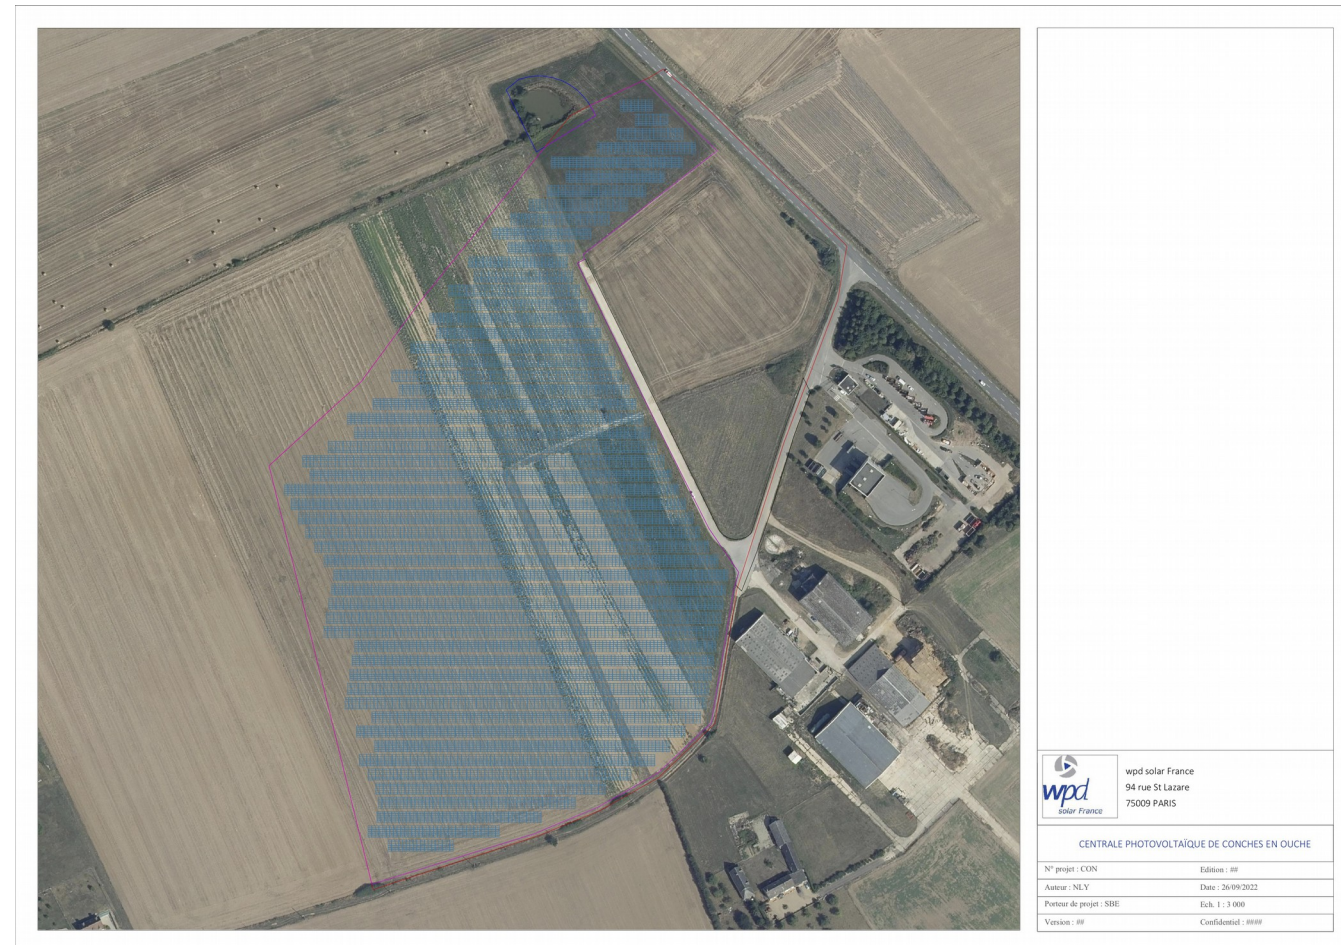 wpd
solar France
wpd solar France
94 rue St Lazare
75009 PARIS
CENTRALE PHOTOVOLTAÏQUE DE CONCHES EN OUCHE
N° projet : CON
Edition : ##
Auteur : NLY
Date : 26/09/2022
Porteur de projet : SBE
Ech. 1 : 3 000
Version : ##
Confidentiel : ####